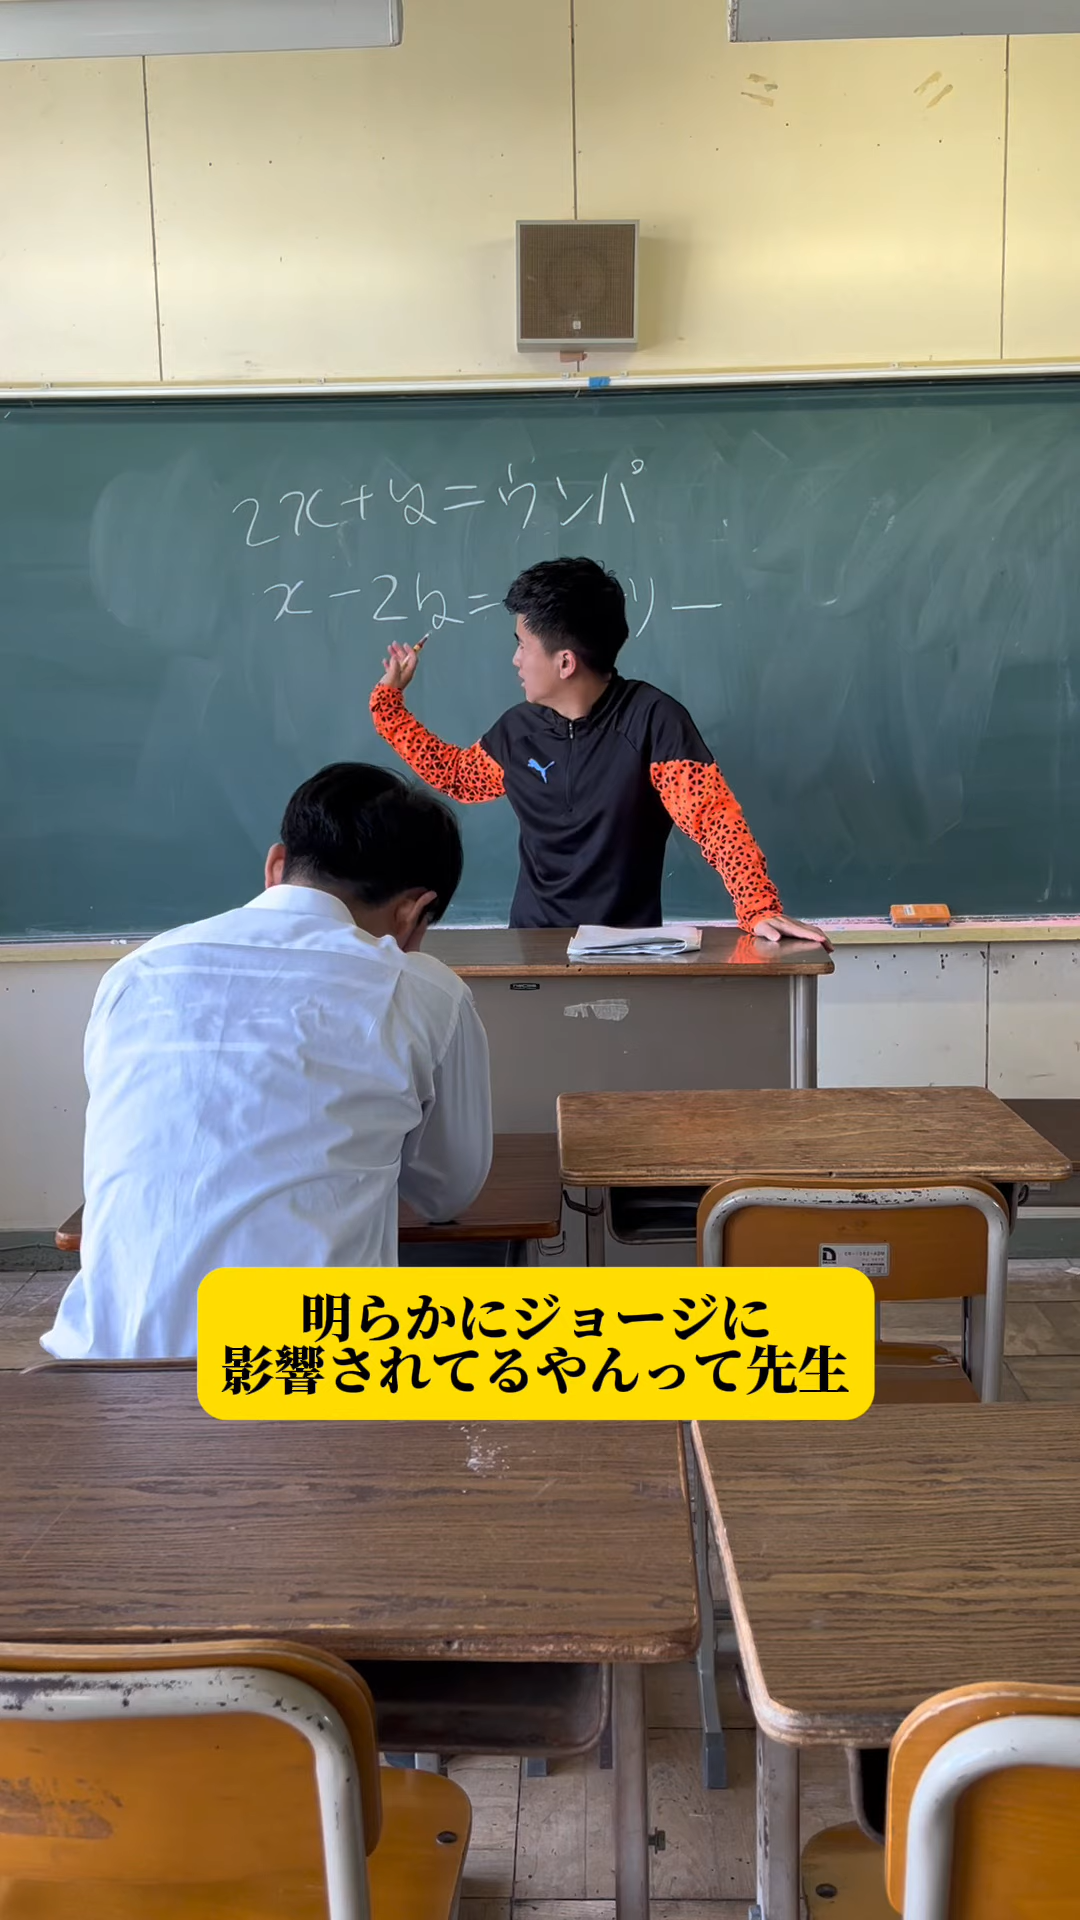 2x+y=ウンパ
x-2y=
リー
明らかにジョージに
影響されてるやんって先生